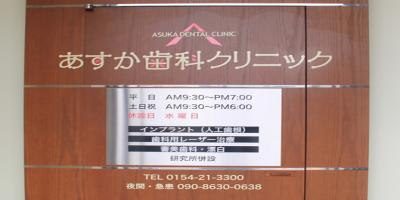 ASUKA DENTAL CLINIC
あすか歯科クリニック
平 日 AM9:30～PM7:00
土日祝 AM9:30～PM6:00
休診日 水曜日
インプラント（人工歯根）
歯科用レーザー治療
審美歯科・漂白
研究所併設
TEL 0154-21-3300
夜間・急患 090-8630-0638